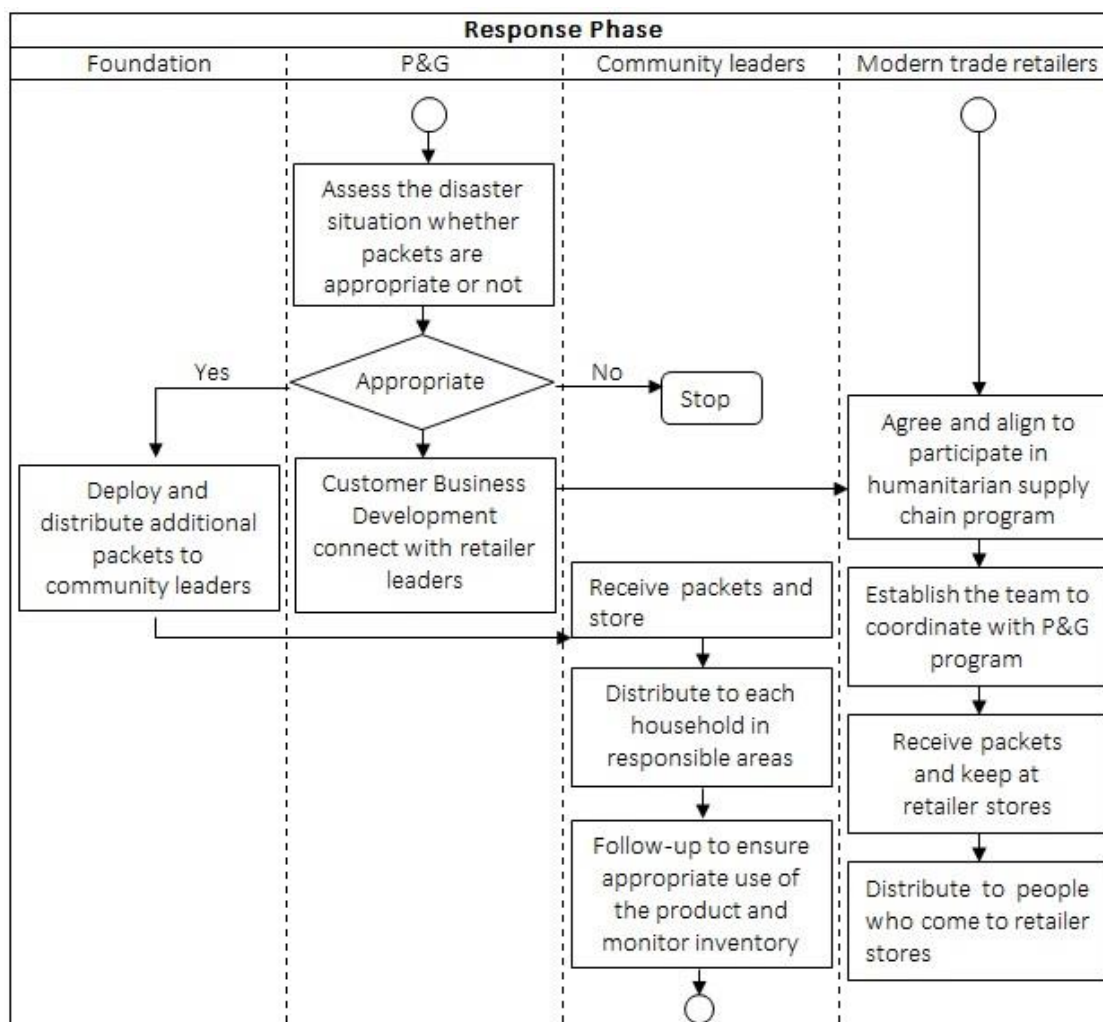 Response Phase
Foundation
P&G
Community leaders
Modern trade retailers
Assess the disaster
situation whether
packets are
appropriate or not
Yes
Appropriate
No
Stop
Deploy and
distribute additional
packets to
community leaders
Customer Business
Development
connect with retailer
leaders
Receive packets and
store
Distribute to each
household in
responsible areas
Follow-up to ensure
appropriate use of
the product and
monitor inventory
Agree and align to
participate in
humanitarian supply
chain program
Establish the team to
coordinate with P&G
program
Receive packets
and keep at
retailer stores
Distribute to people
who come to retailer
stores